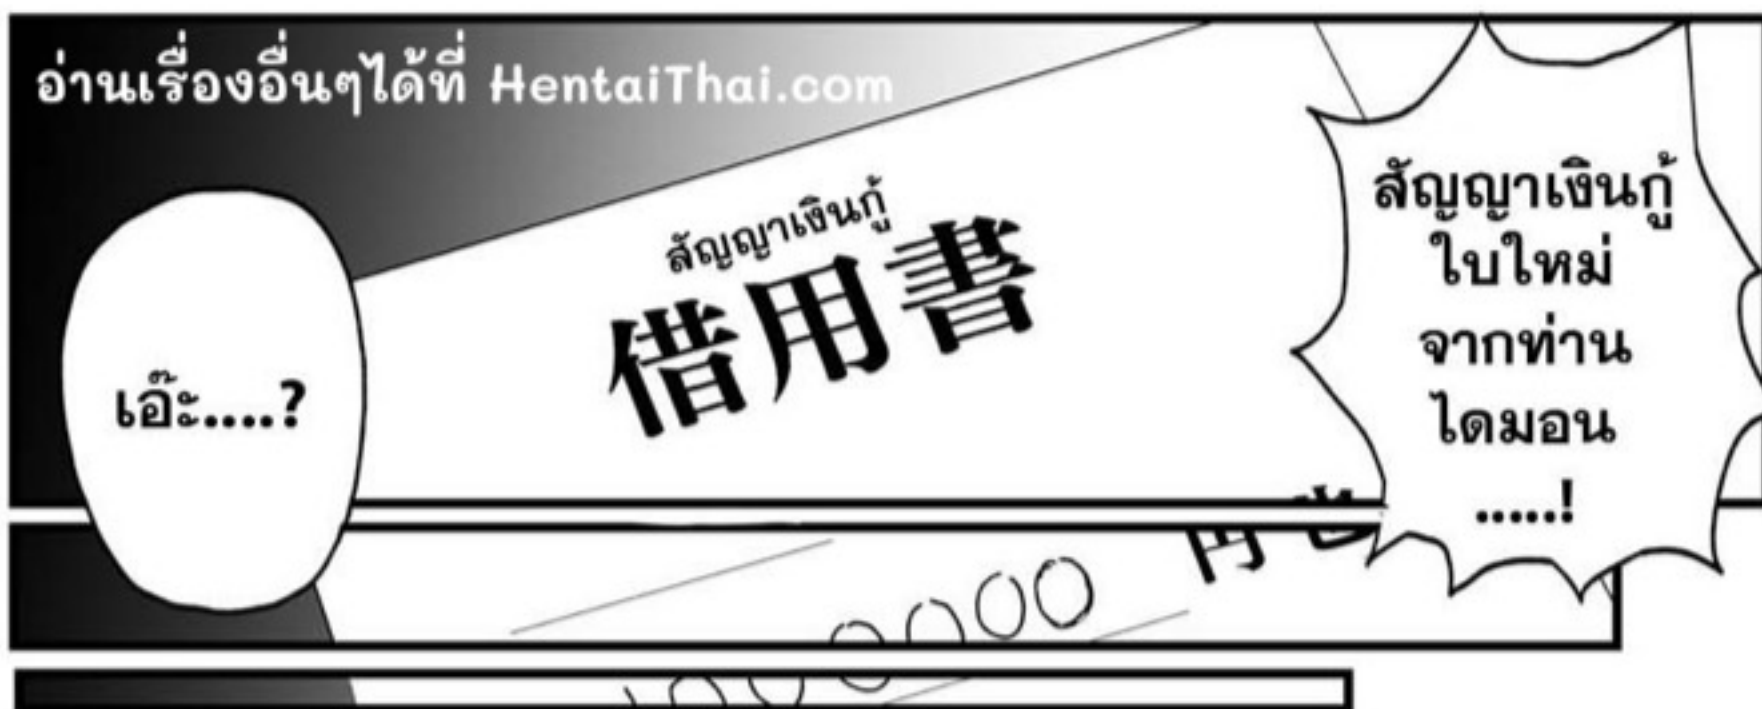 อ่านเรื่องอื่นๆได้ที่ HentaiThai.com
สัญญาเงินกู้
ใบใหม่
จากท่าน
ไดมอน
.....!
สัญญาเงินกู้
借用書
เอ๊ะ....?